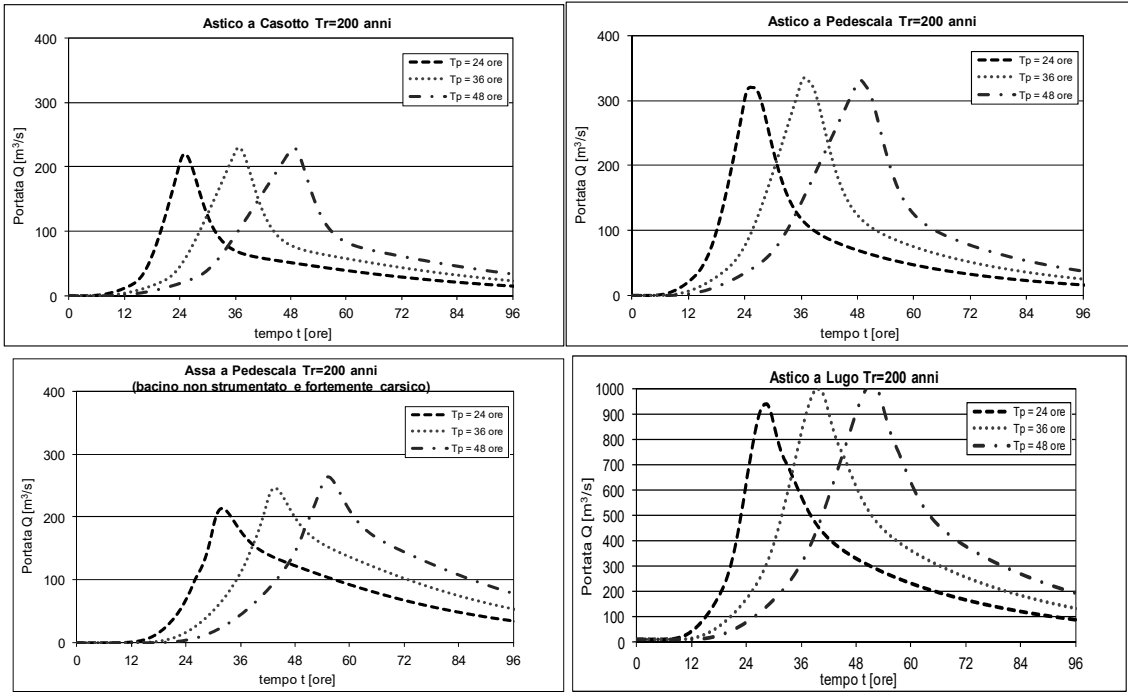 Astico a Casotto Tr=200 anni
400
300
200
100
0
Portata Q [m³/s]
Tp = 24 ore
Tp = 36 ore
Tp = 48 ore
0 12 24 36 48 60 72 84 96
tempo t [ore]
Astico a Pedescala Tr=200 anni
400
300
200
100
0
Portata Q [m³/s]
Tp = 24 ore
Tp = 36 ore
Tp = 48 ore
0 12 24 36 48 60 72 84 96
tempo t [ore]
Assa a Pedescala Tr=200 anni
(bacino non strumentato e fortemente carsico)
400
300
200
100
0
Portata Q [m³/s]
Tp = 24 ore
Tp = 36 ore
Tp = 48 ore
0 12 24 36 48 60 72 84 96
tempo t [ore]
Astico a Lugo Tr=200 anni
1000
900
800
700
600
500
400
300
200
100
0
Portata Q [m³/s]
Tp = 24 ore
Tp = 36 ore
Tp = 48 ore
0 12 24 36 48 60 72 84 96
tempo t [ore]